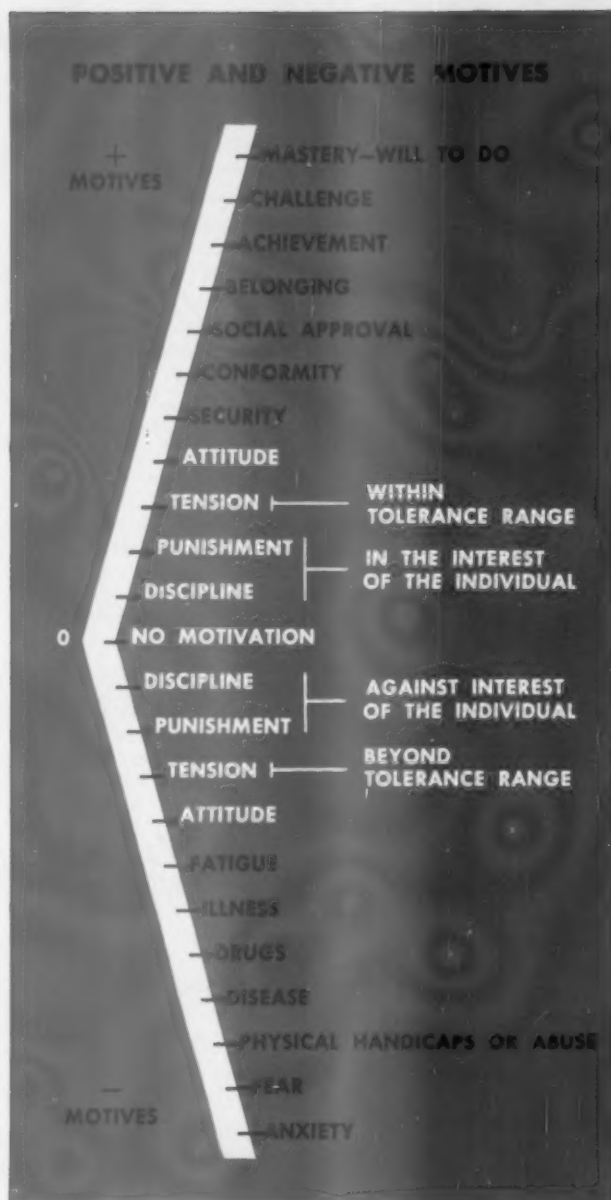 POSITIVE AND NEGATIVE MOTIVES
+
MOTIVES
MASTERY—WILL TO DO
CHALLENGE
ACHIEVEMENT
BELONGING
SOCIAL APPROVAL
CONFORMITY
SECURITY
ATTITUDE
TENSION
WITHIN
TOLERANCE RANGE
PUNISHMENT
DISCIPLINE
IN THE INTEREST
OF THE INDIVIDUAL
0 NO MOTIVATION
DISCIPLINE
PUNISHMENT
AGAINST INTEREST
OF THE INDIVIDUAL
TENSION
BEYOND
TOLERANCE RANGE
ATTITUDE
FATIGUE
ILLNESS
DRUGS
DISEASE
PHYSICAL HANDICAPS OR ABUSE
FEAR
ANXIETY
—
MOTIVES